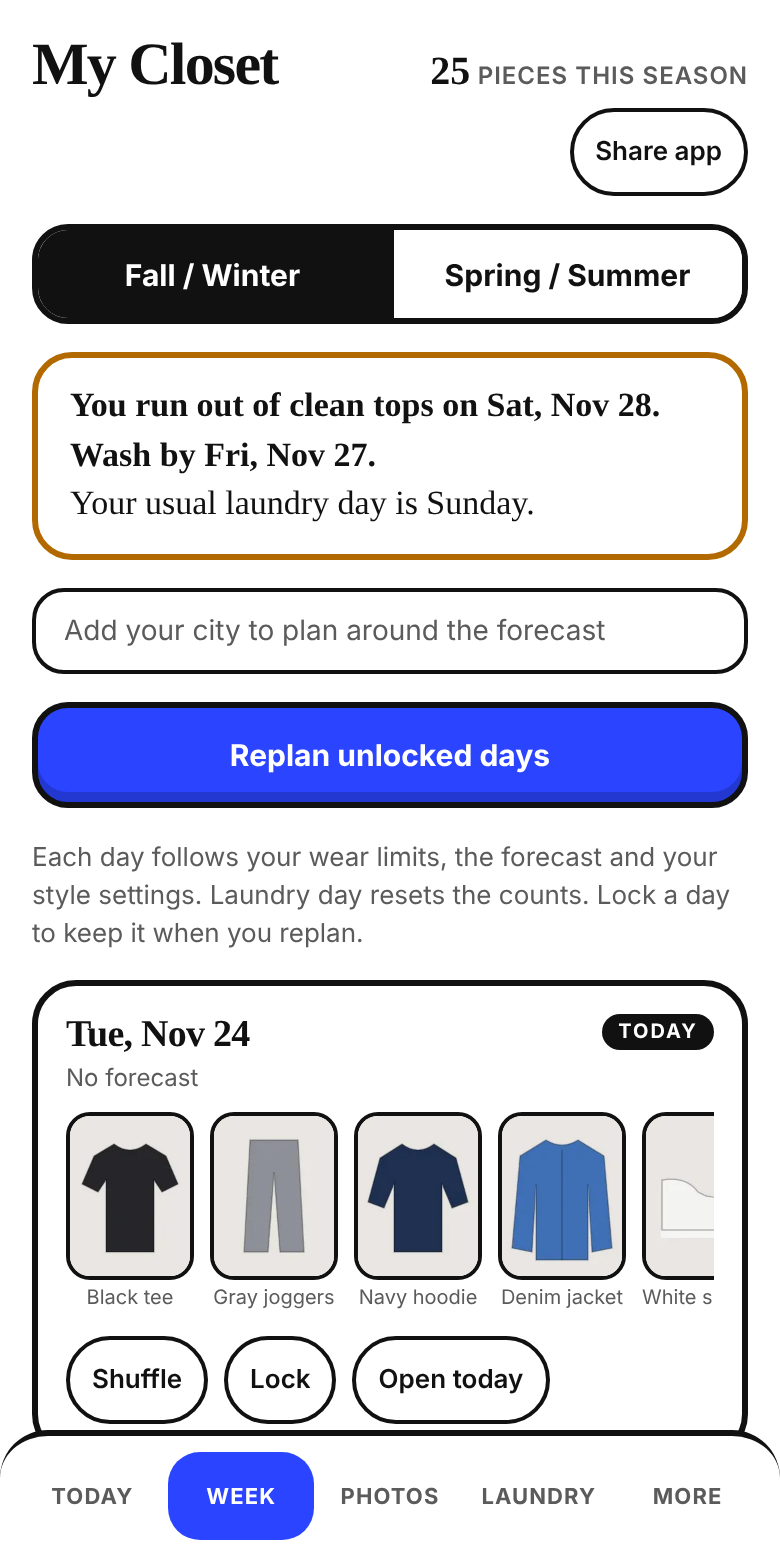 My Closet
25 PIECES THIS SEASON
Share app
Fall / Winter
Spring / Summer
You run out of clean tops on Sat, Nov 28.
Wash by Fri, Nov 27.
Your usual laundry day is Sunday.
Add your city to plan around the forecast
Replan unlocked days
Each day follows your wear limits, the forecast and your
style settings. Laundry day resets the counts. Lock a day
to keep it when you replan.
Tue, Nov 24
TODAY
No forecast
Black tee
Gray joggers
Navy hoodie
Denim jacket
White s
Shuffle
Lock
Open today
TODAY
WEEK
PHOTOS
LAUNDRY
MORE